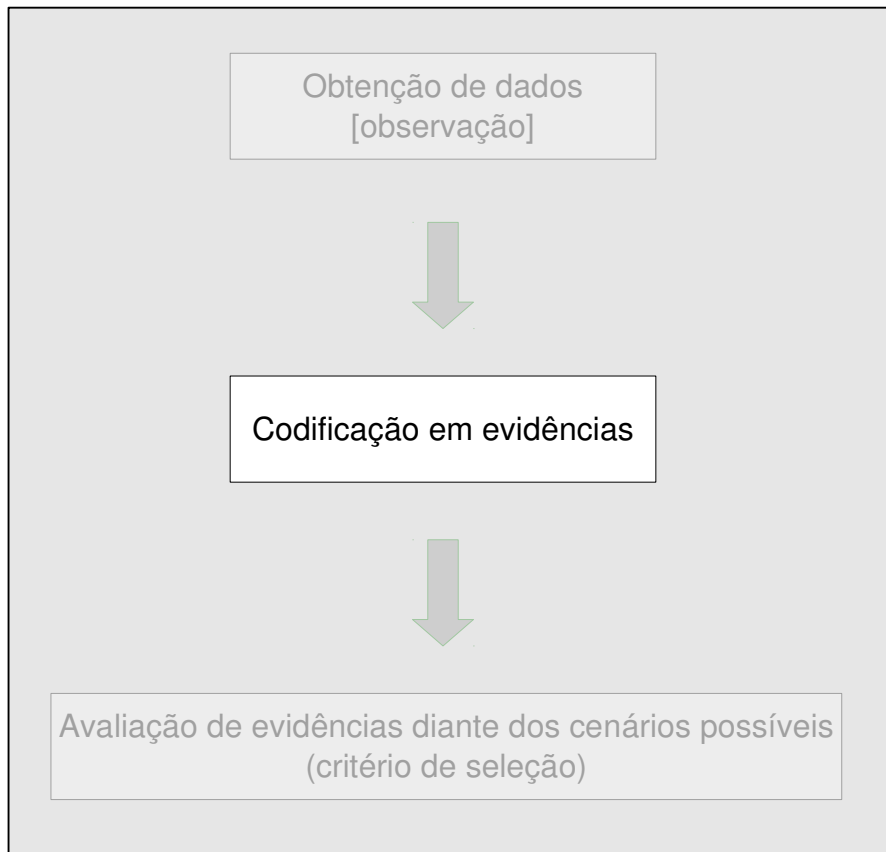 Obtenção de dados
[observação]
Codificação em evidências
Avaliação de evidências diante dos cenários possíveis
(critério de seleção)